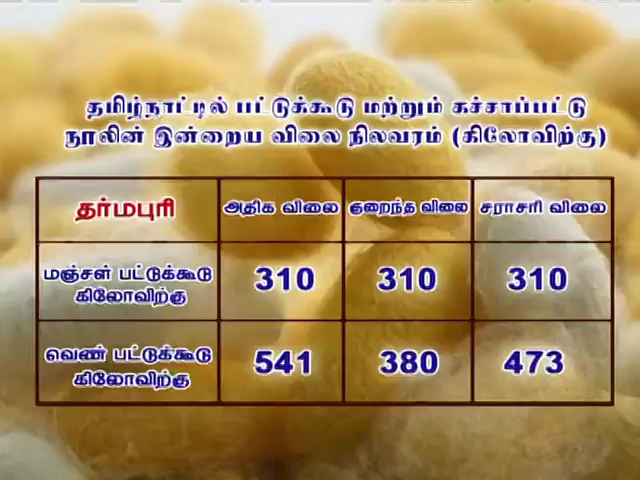 தமிழ்நாட்டில் பட்டுக்கூடு மற்றும் கச்சாப்பட்டு
நூலின் இன்றைய விலை நிலவரம் (கிலோவிற்கு)
தர்மபுரி அதிக விலை குறைந்த விலை சராசரி விலை
மஞ்சள் பட்டுக்கூடு
கிலோவிற்கு 310 310 310
வெண் பட்டுக்கூடு
கிலோவிற்கு 541 380 473